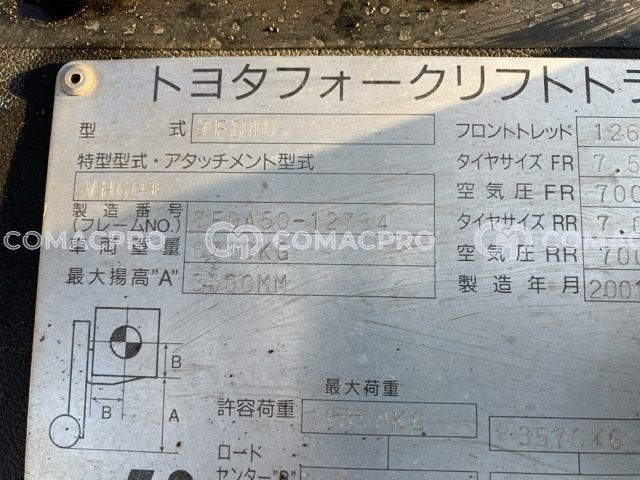 トヨタフォークリフトトラ
型 式 7FD40
フロントトレッド 126
特型型式・アタッチメント型式
タイヤサイズ FR 7.5
VH601
空気圧 FR 700
製造番号
(フレームNO.) 7FDA50-12734
タイヤサイズ RR 7.0
COMACPRO COMACPRO COMACPRO
車両重量 KG
空気圧 RR 700
最大揚高"A" MM
製造年月 2001
B
B
A
最大荷重
許容荷重 KG 3570KG
ロード
センター"B"